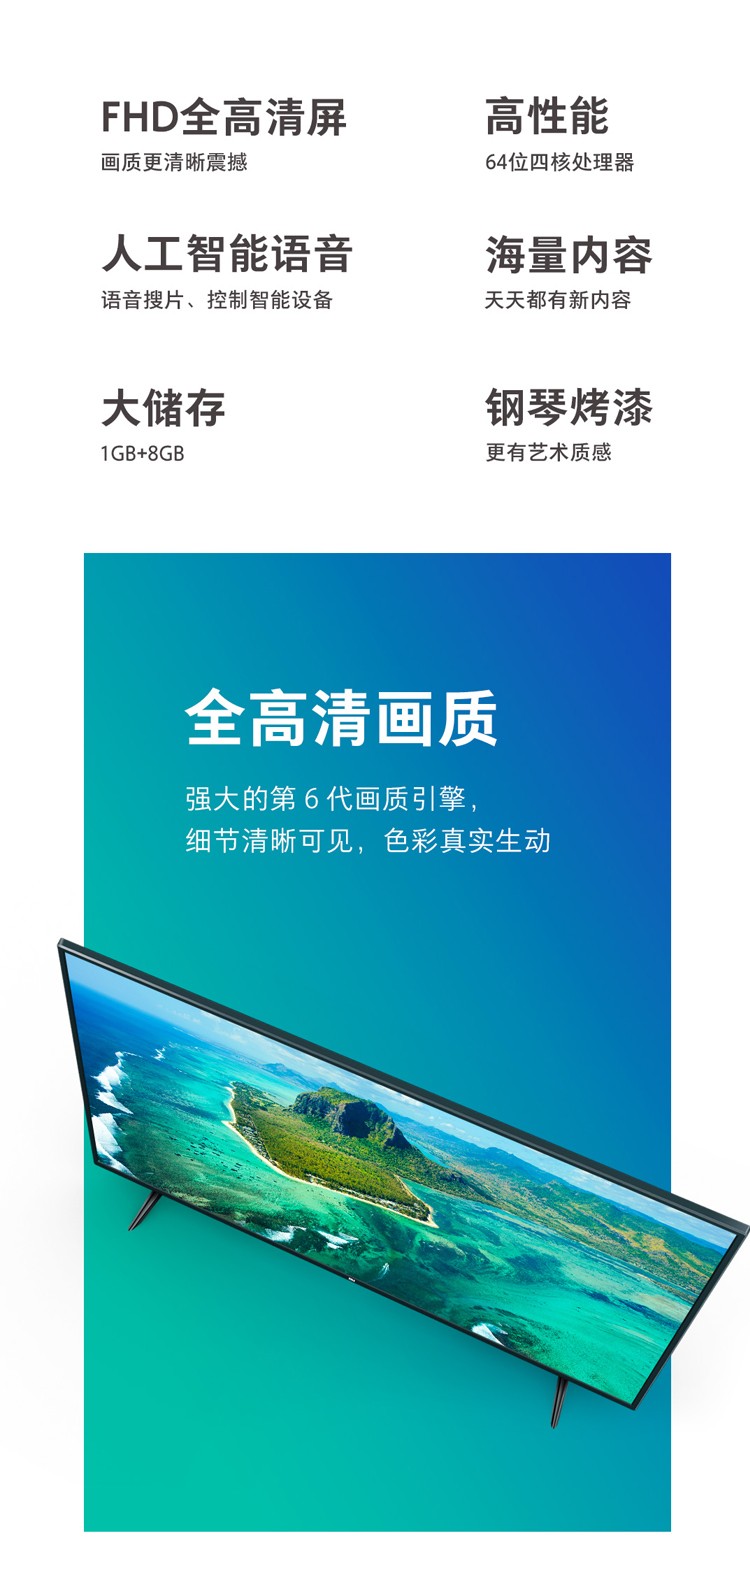 FHD全高清屏
画质更清晰震撼
高性能
64位四核处理器
人工智能语音
语音搜片、控制智能设备
海量内容
天天都有新内容
大储存
1GB+8GB
钢琴烤漆
更有艺术质感
全高清画质
强大的第 6 代画质引擎，
细节清晰可见，色彩真实生动